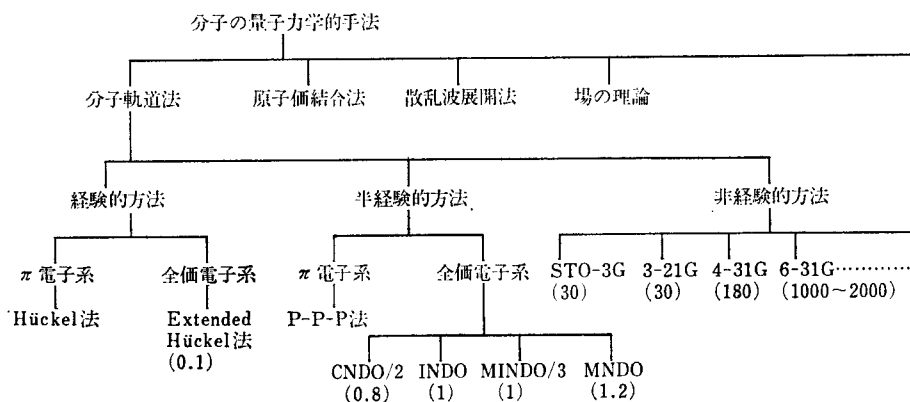 分子の量子力学的手法
分子軌道法 原子価結合法 散乱波展開法 場の理論
経験的方法 半経験的方法 非経験的方法
π電子系 全価電子系 π電子系 全価電子系 STO-3G 3-21G 4-31G 6-31G…………
(30) (30) (180) (1000～2000)
Hückel法 Extended P-P-P法
Hückel法
(0.1)
CNDO/2 INDO MINDO/3 MNDO
(0.8) (1) (1) (1.2)